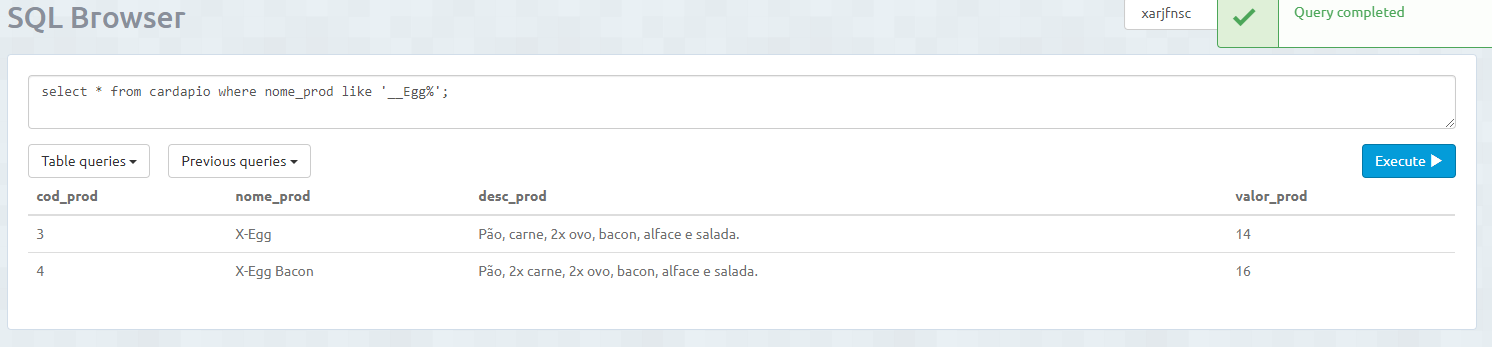 SQL Browser
xarjfnsc
Query completed
select * from cardapio where nome_prod like '__Egg%';
Table queries
Previous queries
Execute
cod_prod nome_prod desc_prod valor_prod
3 X-Egg Pão, carne, 2x ovo, bacon, alface e salada. 14
4 X-Egg Bacon Pão, 2x carne, 2x ovo, bacon, alface e salada. 16